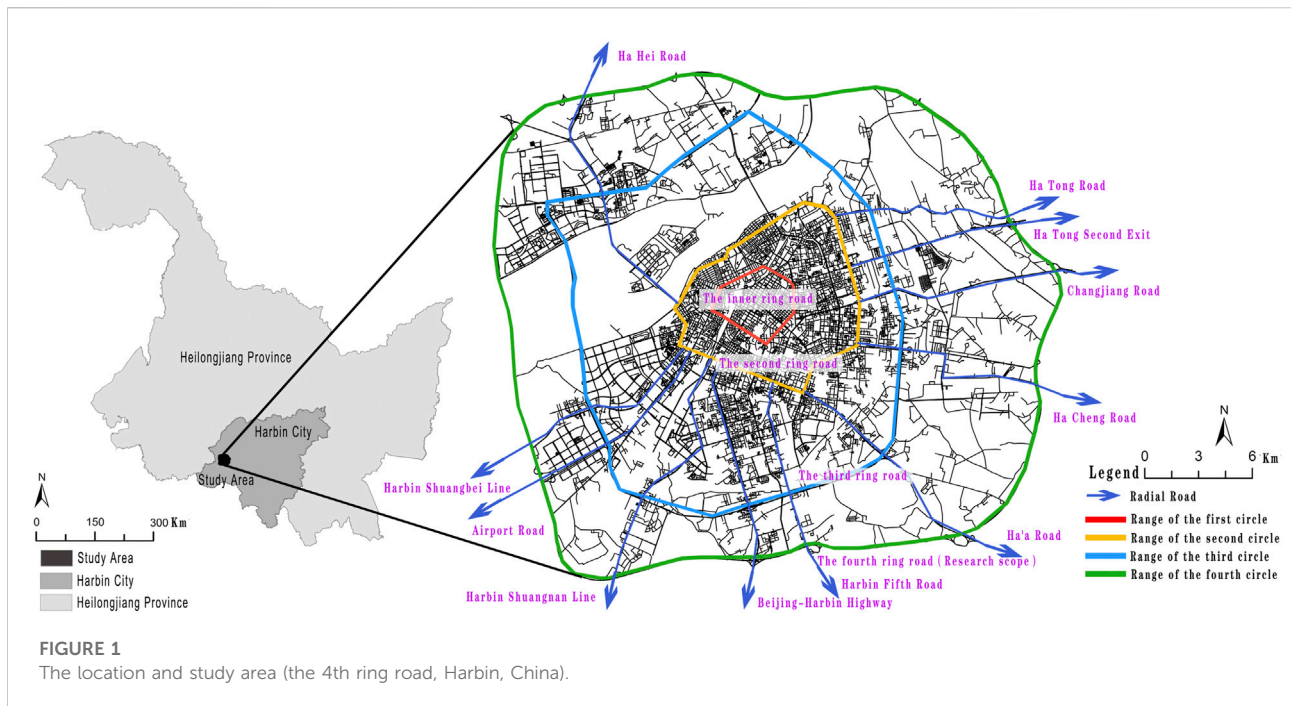 Ha Hei Road
Ha Tong Road
Ha Tong Second Exit
Changjiang Road
The inner ring road
The second ring road
Ha Cheng Road
The third ring road
Ha'a Road
The fourth ring road ( Research scope )
Harbin Fifth Road
Beijing-Harbin Highway
Harbin Shuangnan Line
Airport Road
Harbin Shuangbei Line
Heilongjiang Province
Harbin City
Study Area
N
0 150 300 Km
Study Area
Harbin City
Heilongjiang Province
N
0 3 6 Km
Legend
Radial Road
Range of the first circle
Range of the second circle
Range of the third circle
Range of the fourth circle
FIGURE 1
The location and study area (the 4th ring road, Harbin, China).